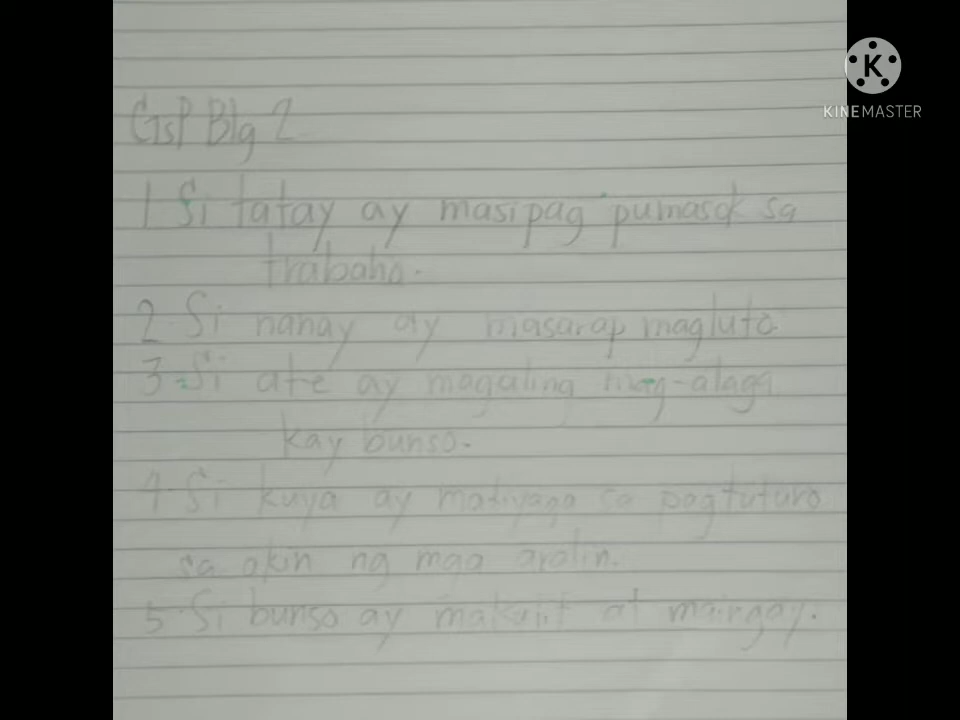 GsP Blg 2
1 Si tatay ay masipag pumasok sa
trabaho.
2. Si nanay ay masarap magluto.
3. Si ate ay magaling mag-alaga
kay bunso.
4. Si kuya ay matiyaga sa pagtuturo
sa akin ng mga aralin.
5. Si bunso ay makulit at maingay.
K
KINEMASTER